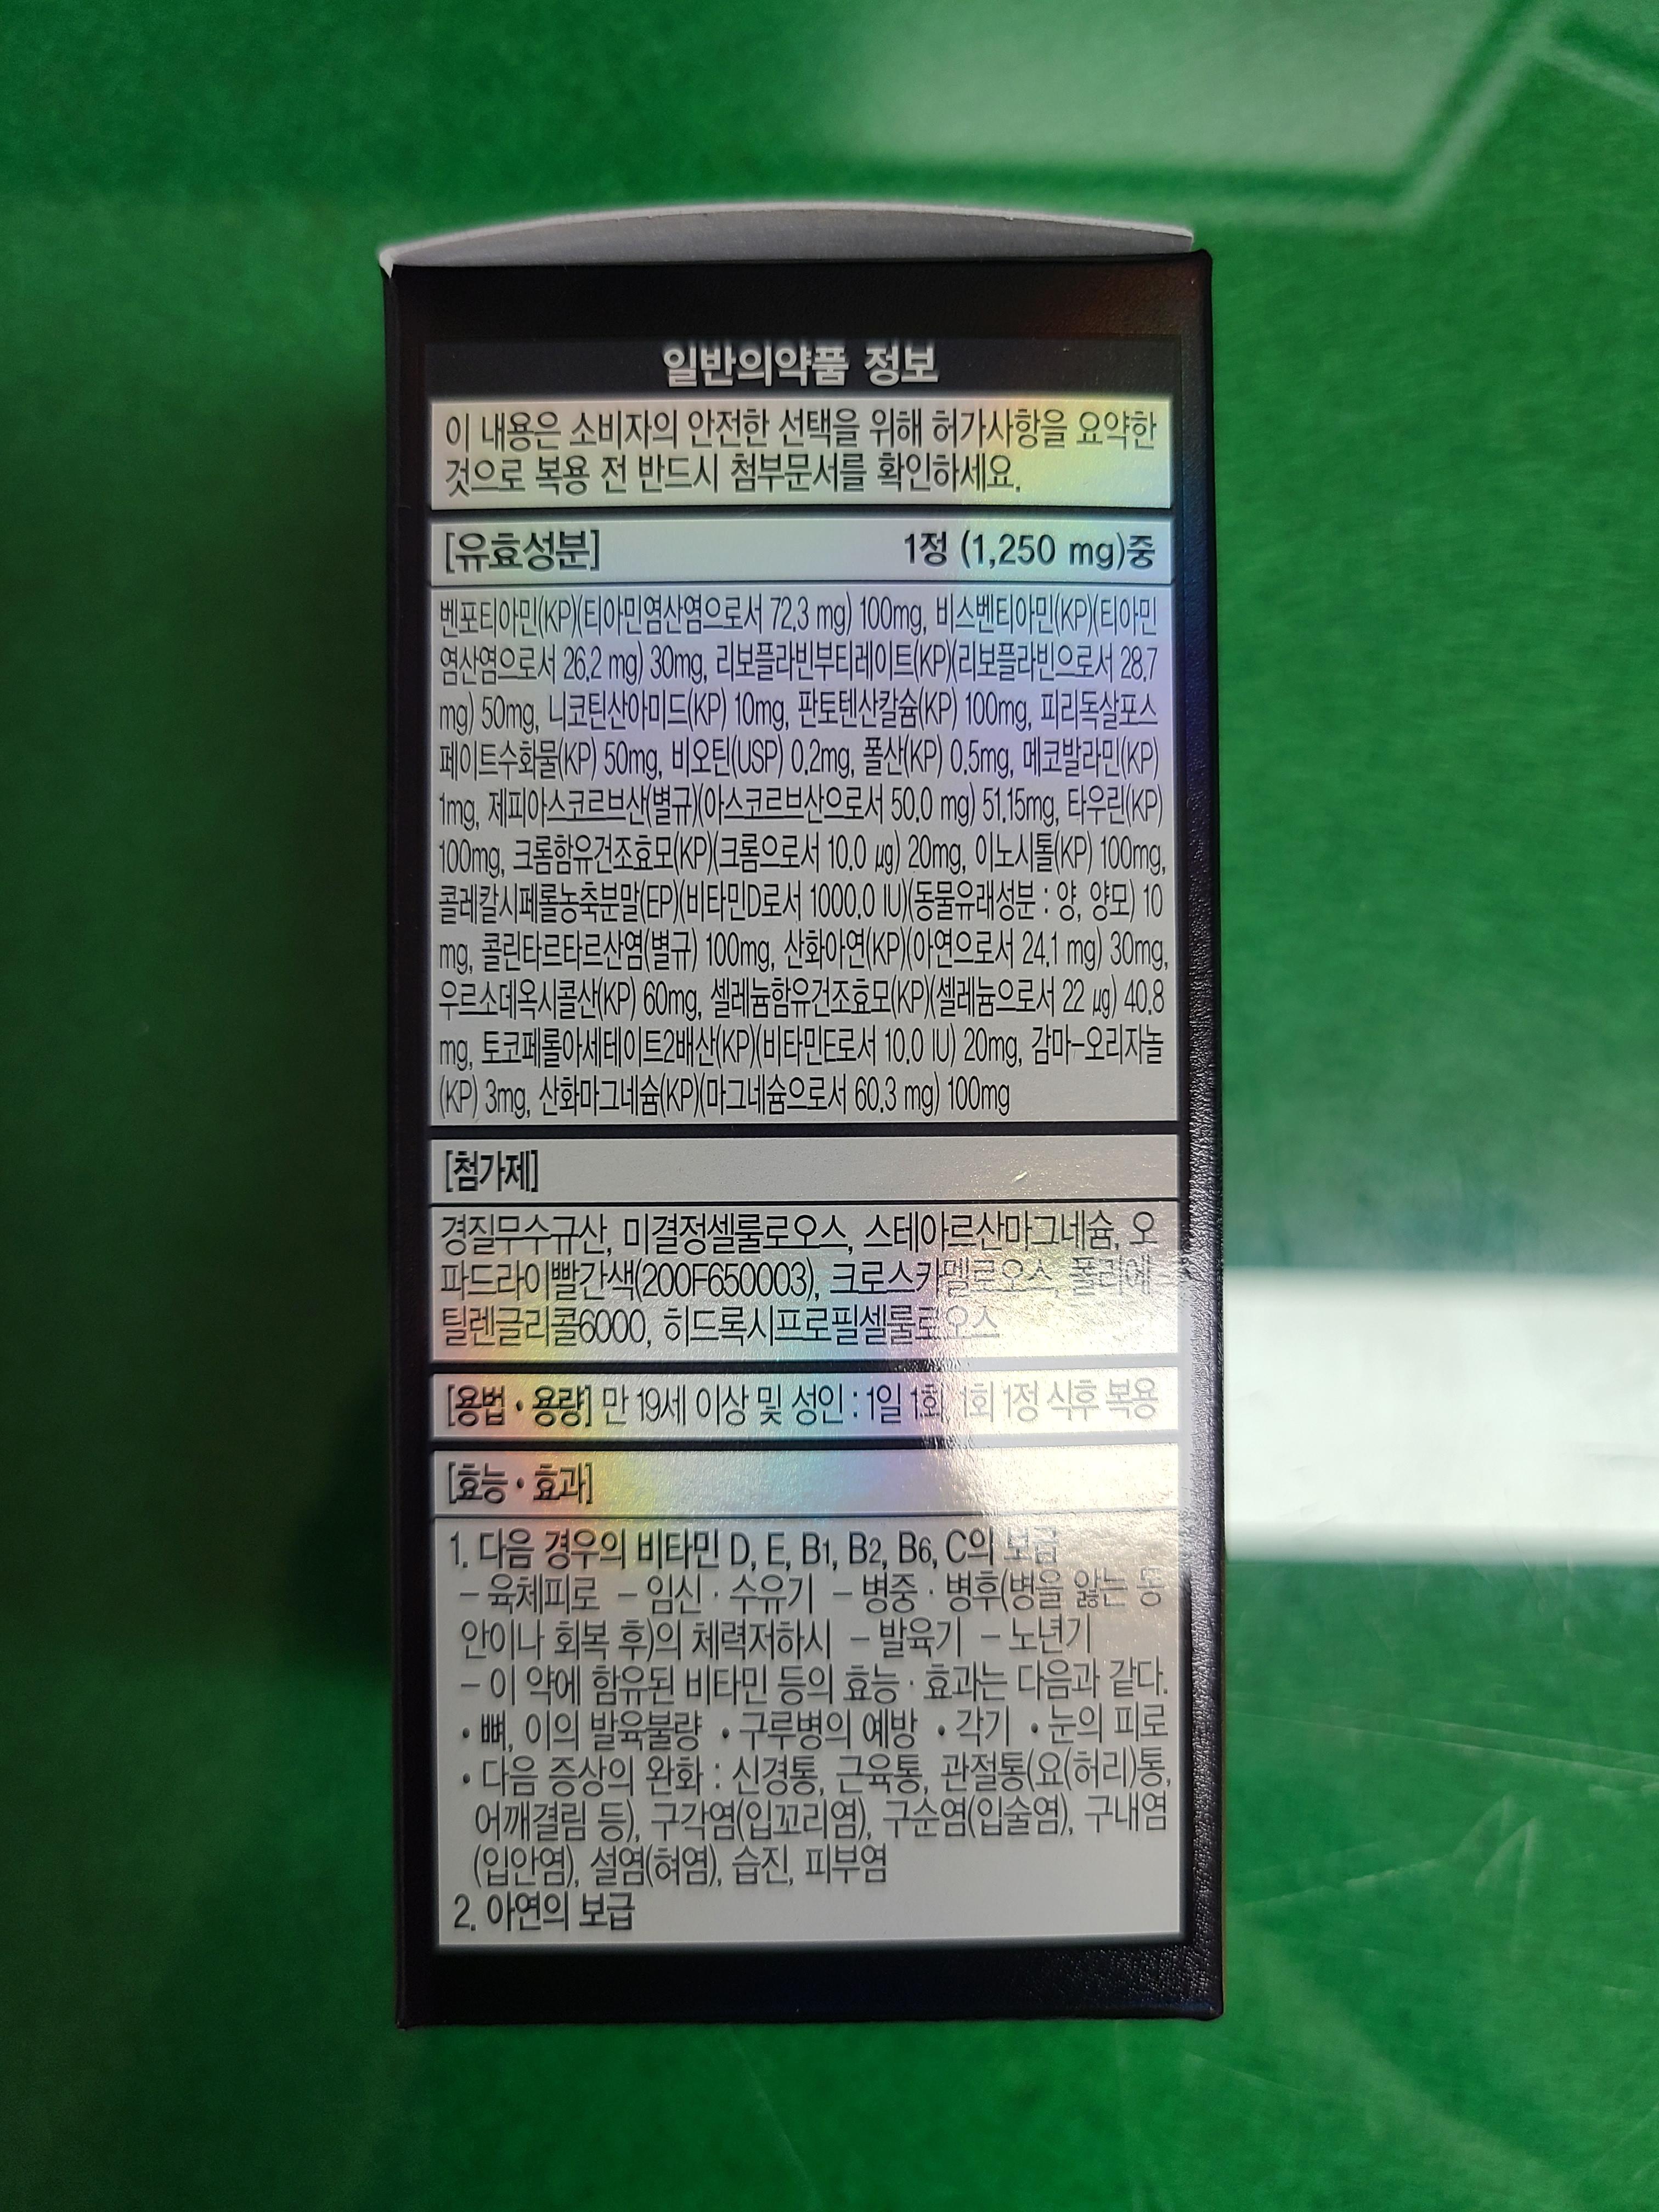 일반의약품 정보
이 내용은 소비자의 안전한 선택을 위해 허가사항을 요약한
것으로 복용 전 반드시 첨부문서를 확인하세요.
[유효성분] 1정 (1,250 mg)중
벤포티아민(KP)(티아민염산염으로서 72.3 mg) 100mg, 비스벤티아민(KP)(티아민
염산염으로서 26.2 mg) 30mg, 리보플라빈부티레이트(KP)(리보플라빈으로서 28.7
mg) 50mg, 니코틴산아미드(KP) 10mg, 판토텐산칼슘(KP) 100mg, 피리독살포스
페이트수화물(KP) 50mg, 비오틴(USP) 0.2mg, 폴산(KP) 0.5mg, 메코발라민(KP)
1mg, 제피아스코르브산(별규)(아스코르브산으로서 50.0 mg) 51.15mg, 타우린(KP)
100mg, 크롬함유건조효모(KP)(크롬으로서 10.0 μg) 20mg, 이노시톨(KP) 100mg,
콜레칼시페롤농축분말(EP)(비타민D로서 1000.0 IU)(동물유래성분 : 양, 양모) 10
mg, 콜린타르타르산염(별규) 100mg, 산화아연(KP)(아연으로서 24.1 mg) 30mg,
우르소데옥시콜산(KP) 60mg, 셀레늄함유건조효모(KP)(셀레늄으로서 22 μg) 40.8
mg, 토코페롤아세테이트2배산(KP)(비타민E로서 10.0 IU) 20mg, 감마-오리자놀
(KP) 3mg, 산화마그네슘(KP)(마그네슘으로서 60.3 mg) 100mg
[첨가제]
경질무수규산, 미결정셀룰로오스, 스테아르산마그네슘, 오
파드라이빨간색(200F650003), 크로스카멜로오스, 폴리에
틸렌글리콜6000, 히드록시프로필셀룰로오스
[용법 • 용량] 만 19세 이상 및 성인 : 1일 1회, 1회 1정 식후 복용
[효능 • 효과]
1. 다음 경우의 비타민 D, E, B1, B2, B6, C의 보급
- 육체피로 - 임신 · 수유기 - 병중 · 병후(병을 앓는 동
안이나 회복 후)의 체력저하시 - 발육기 - 노년기
- 이 약에 함유된 비타민 등의 효능 · 효과는 다음과 같다.
• 뼈, 이의 발육불량 • 구루병의 예방 • 각기 • 눈의 피로
• 다음 증상의 완화 : 신경통, 근육통, 관절통(요(허리)통,
어깨결림 등), 구각염(입꼬리염), 구순염(입술염), 구내염
(입안염), 설염(혀염), 습진, 피부염
2. 아연의 보급